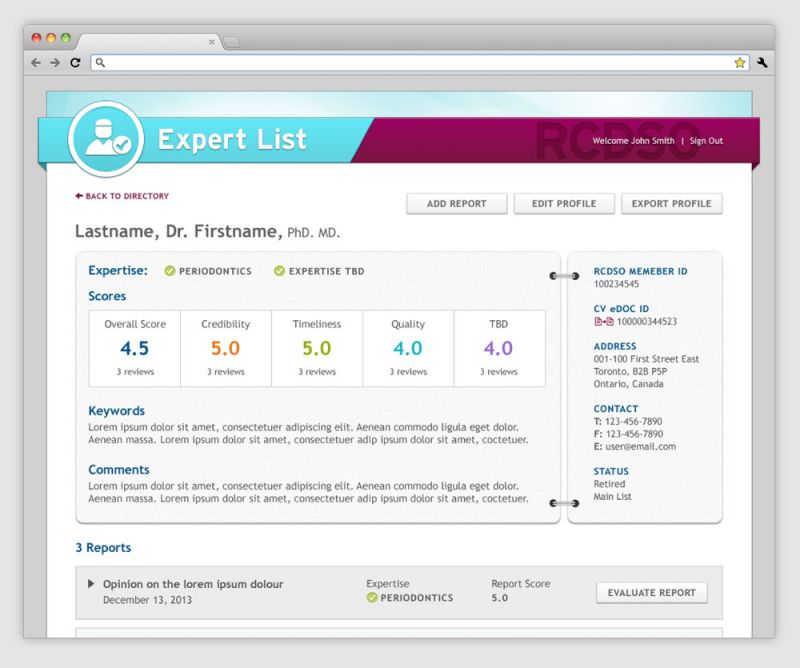 Expert List
RCDSO
Welcome John Smith | Sign Out
BACK TO DIRECTORY
ADD REPORT
EDIT PROFILE
EXPORT PROFILE
Lastname, Dr. Firstname, PhD. MD.
Expertise: PERIODONTICS EXPERTISE TBD
Scores
Overall Score
4.5
3 reviews
Credibility
5.0
3 reviews
Timeliness
5.0
3 reviews
Quality
4.0
3 reviews
TBD
4.0
3 reviews
Keywords
Lorem ipsum dolor sit amet, consectetuer adipiscing elit. Aenean commodo ligula eget dolor.
Aenean massa. Lorem ipsum dolor sit amet, consectetuer adip ipsum dolor sit amet, coctetuer.
Comments
Lorem ipsum dolor sit amet, consectetuer adipiscing elit. Aenean commodo ligula eget dolor.
Aenean massa. Lorem ipsum dolor sit amet, consectetuer adip ipsum dolor sit amet, coctetuer.
RCDSO MEMEBER ID
100234545
CV eDOC ID
100000344523
ADDRESS
001-100 First Street East
Toronto, B2B P5P
Ontario, Canada
CONTACT
T: 123-456-7890
F: 123-456-7890
E: user@email.com
STATUS
Retired
Main List
3 Reports
Opinion on the lorem ipsum dolour
December 13, 2013
Expertise
PERIODONTICS
Report Score
5.0
EVALUATE REPORT